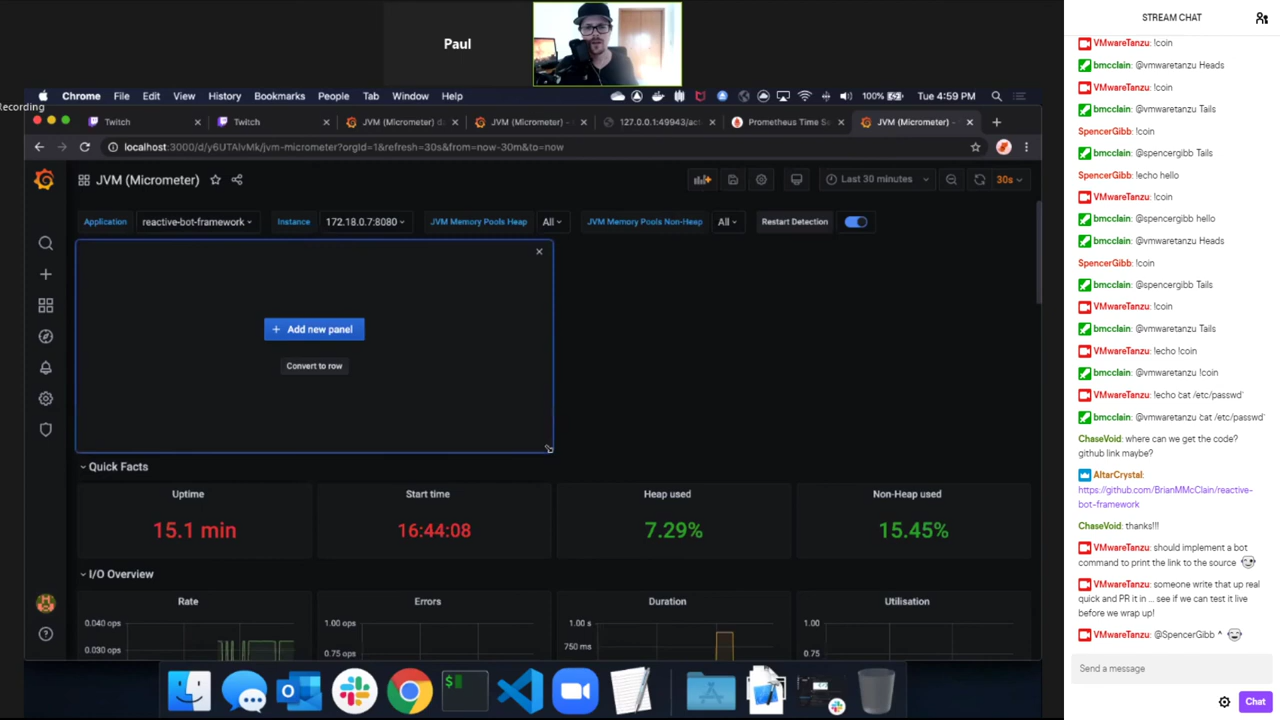 Paul
STREAM CHAT
Recording
Chrome File Edit View History Bookmarks People Tab Window Help
100% Tue 4:59 PM
Twitch
Twitch
JVM (Micrometer) d
JVM (Micrometer) -
127.0.0.1:49943/ac
Prometheus Time Se
JVM (Micrometer) -
localhost:3000/d/y6UTAlvMk/jvm-micrometer?orgId=1&refresh=30s&from=now-30m&to=now
JVM (Micrometer)
Last 30 minutes
30s
Application reactive-bot-framework
Instance 172.18.0.7:8080
JVM Memory Pools Heap All
JVM Memory Pools Non-Heap All
Restart Detection
+ Add new panel
Convert to row
Quick Facts
Uptime
15.1 min
Start time
16:44:08
Heap used
7.29%
Non-Heap used
15.45%
I/O Overview
Rate
0.040 ops
0.030 ops
Errors
1.00 ops
0.75 ops
Duration
1.00 s
750 ms
Utilisation
1.00
0.75
VMwareTanzu: !coin
bmcclain: @vmwaretanzu Heads
VMwareTanzu: !coin
bmcclain: @vmwaretanzu Tails
SpencerGibb: !coin
bmcclain: @spencergibb Tails
SpencerGibb: !echo hello
VMwareTanzu: !coin
bmcclain: @spencergibb hello
bmcclain: @vmwaretanzu Heads
SpencerGibb: !coin
bmcclain: @spencergibb Tails
VMwareTanzu: !coin
bmcclain: @vmwaretanzu Tails
VMwareTanzu: !echo !coin
bmcclain: @vmwaretanzu !coin
VMwareTanzu: !echo `cat /etc/passwd`
bmcclain: @vmwaretanzu `cat /etc/passwd`
ChaseVoid: where can we get the code?
github link maybe?
AltarCrystal:
https://github.com/BrianMMcClain/reactive-
bot-framework
ChaseVoid: thanks!!!
VMwareTanzu: should implement a bot
command to print the link to the source
VMwareTanzu: someone write that up real
quick and PR it in ... see if we can test it live
before we wrap up!
VMwareTanzu: @SpencerGibb ^
Send a message
Chat